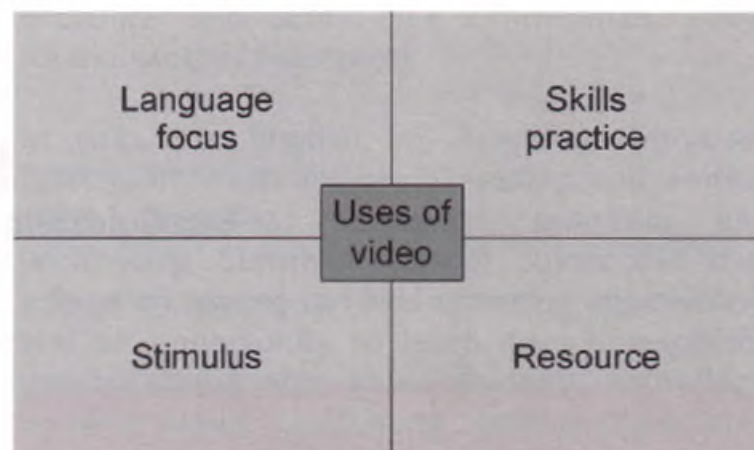 Language
focus
Skills
practice
Uses of
video
Stimulus
Resource